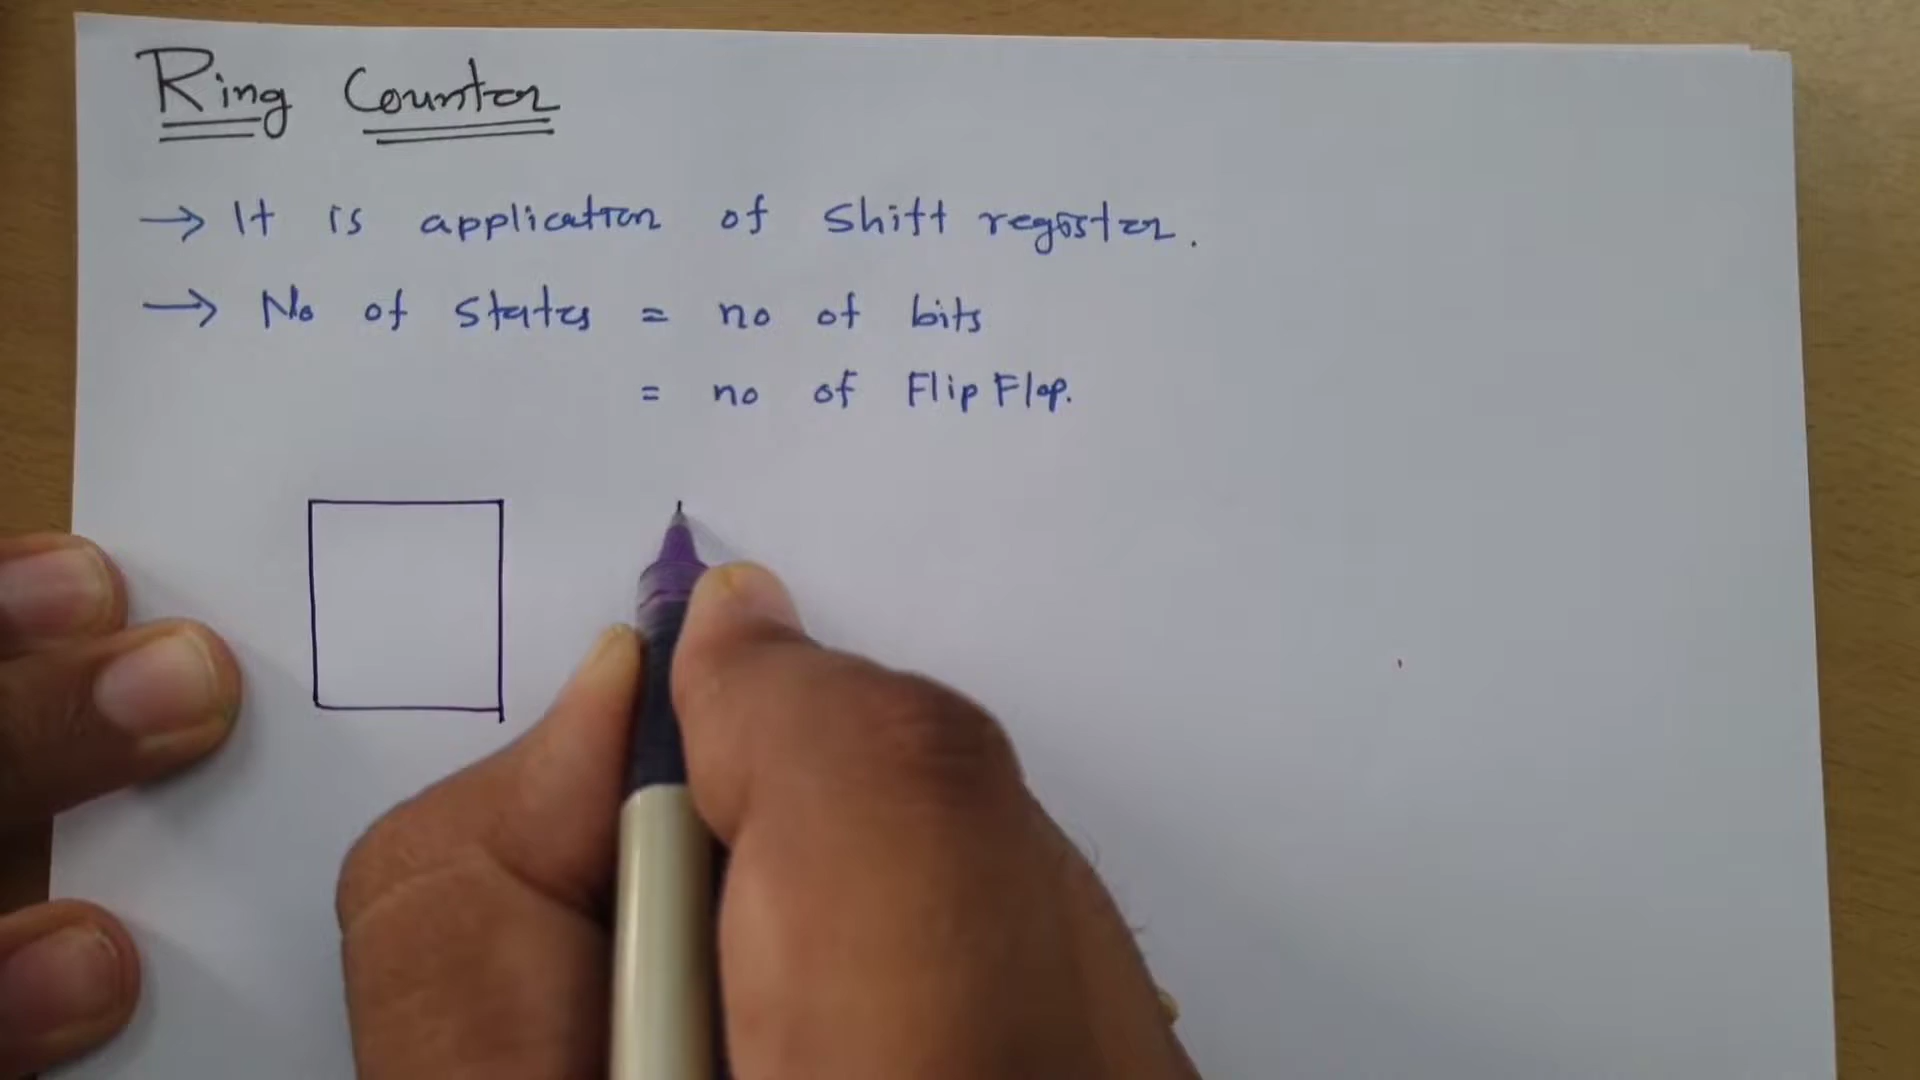 Ring Counter
→ It is application of shift register.
→ No of states = no of bits
= no of Flip Flop.